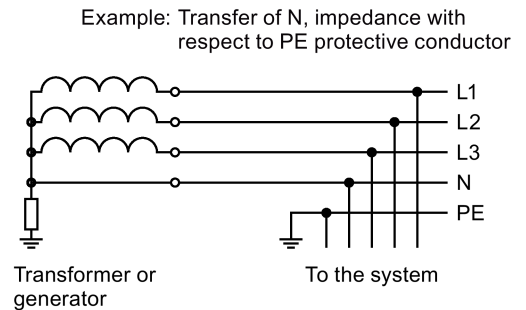 Example: Transfer of N, impedance with
respect to PE protective conductor
L1
L2
L3
N
PE
Transformer or
generator
To the system